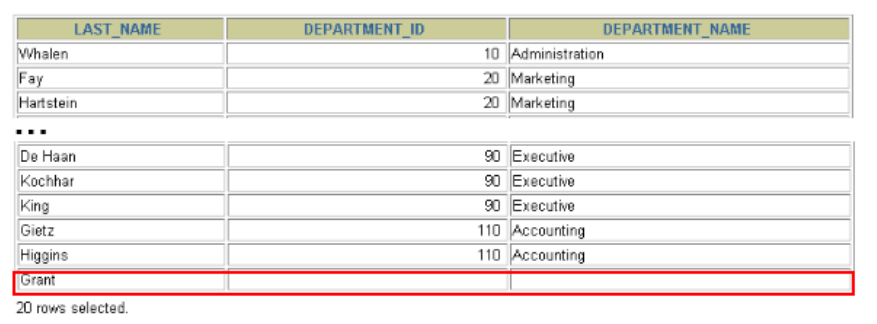 LAST_NAME DEPARTMENT_ID DEPARTMENT_NAME
Whalen 10 Administration
Fay 20 Marketing
Hartstein 20 Marketing
...
De Haan 90 Executive
Kochhar 90 Executive
King 90 Executive
Gietz 110 Accounting
Higgins 110 Accounting
Grant
20 rows selected.